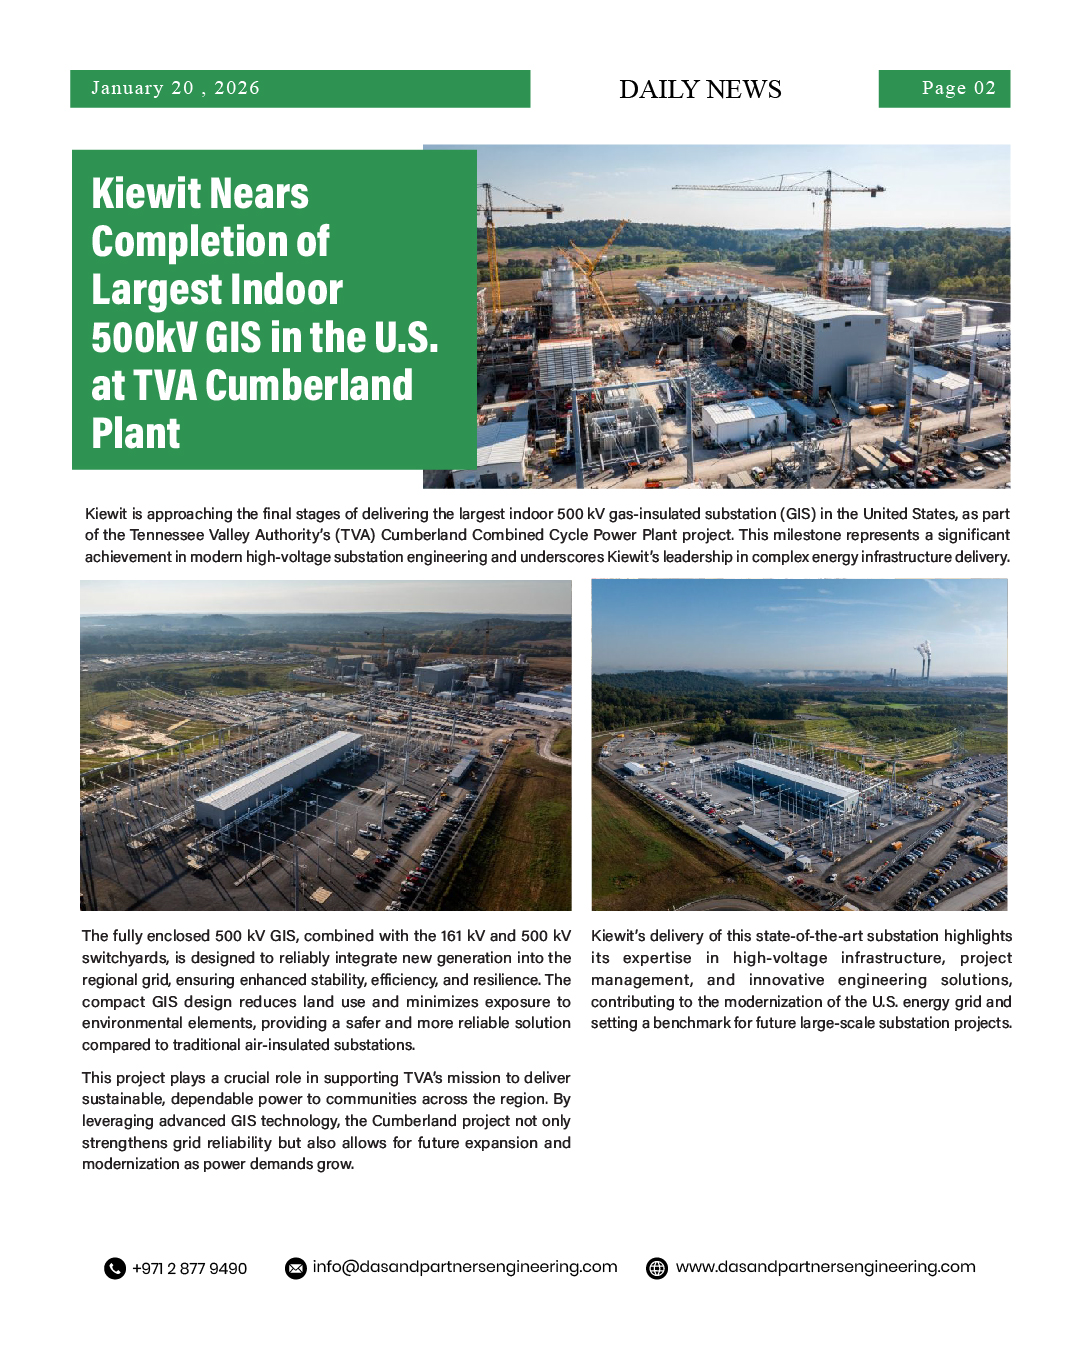 January 20 , 2026
DAILY NEWS
Page 02
Kiewit Nears
Completion of
Largest Indoor
500kV GIS in the U.S.
at TVA Cumberland
Plant
Kiewit is approaching the final stages of delivering the largest indoor 500 kV gas-insulated substation (GIS) in the United States, as part
of the Tennessee Valley Authority's (TVA) Cumberland Combined Cycle Power Plant project. This milestone represents a significant
achievement in modern high-voltage substation engineering and underscores Kiewit's leadership in complex energy infrastructure delivery.
The fully enclosed 500 kV GIS, combined with the 161 kV and 500 kV
switchyards, is designed to reliably integrate new generation into the
regional grid, ensuring enhanced stability, efficiency, and resilience. The
compact GIS design reduces land use and minimizes exposure to
environmental elements, providing a safer and more reliable solution
compared to traditional air-insulated substations.
This project plays a crucial role in supporting TVA's mission to deliver
sustainable, dependable power to communities across the region. By
leveraging advanced GIS technology, the Cumberland project not only
strengthens grid reliability but also allows for future expansion and
modernization as power demands grow.
Kiewit's delivery of this state-of-the-art substation highlights
its expertise in high-voltage infrastructure, project
management, and innovative engineering solutions,
contributing to the modernization of the U.S. energy grid and
setting a benchmark for future large-scale substation projects.
+971 2 877 9490
info@dasandpartnersengineering.com
www.dasandpartnersengineering.com